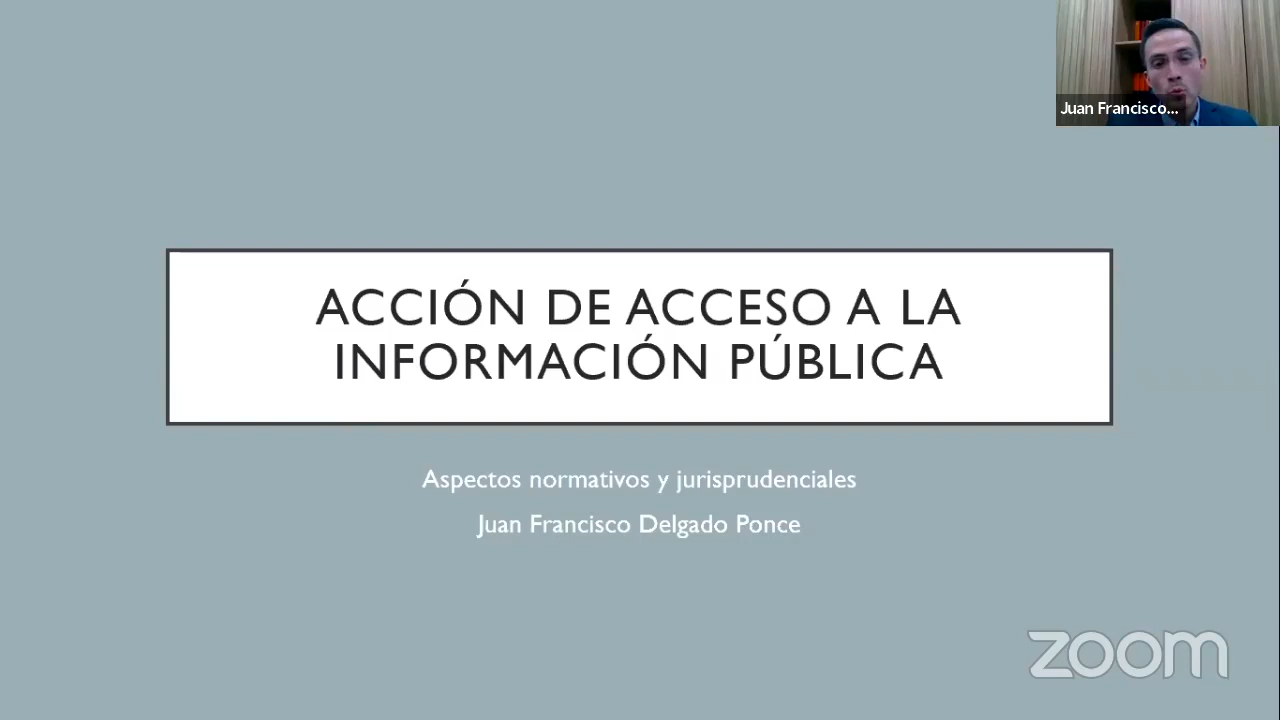 Juan Francisco...
ACCIÓN DE ACCESO A LA
INFORMACIÓN PÚBLICA
Aspectos normativos y jurisprudenciales
Juan Francisco Delgado Ponce
zoom